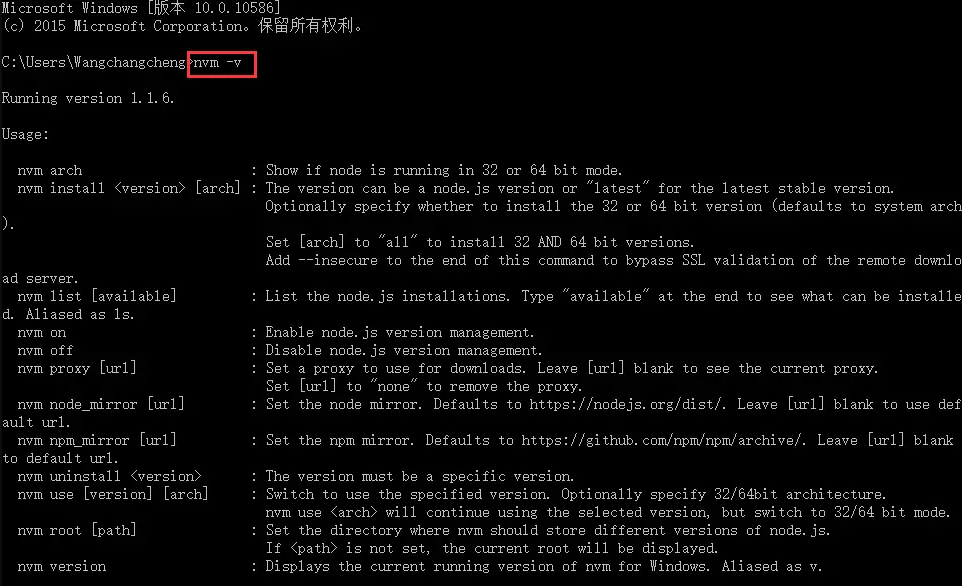 Microsoft Windows [版本 10.0.10586]
(c) 2015 Microsoft Corporation。保留所有权利。
C:\Users\Wangchangcheng>nvm -v
Running version 1.1.6.
Usage:
nvm arch : Show if node is running in 32 or 64 bit mode.
nvm install <version> [arch] : The version can be a node.js version or "latest" for the latest stable version.
Optionally specify whether to install the 32 or 64 bit version (defaults to system arch
).
Set [arch] to "all" to install 32 AND 64 bit versions.
Add --insecure to the end of this command to bypass SSL validation of the remote downlo
ad server.
nvm list [available] : List the node.js installations. Type "available" at the end to see what can be installe
d. Aliased as ls.
nvm on : Enable node.js version management.
nvm off : Disable node.js version management.
nvm proxy [url] : Set a proxy to use for downloads. Leave [url] blank to see the current proxy.
Set [url] to "none" to remove the proxy.
nvm node_mirror [url] : Set the node mirror. Defaults to https://nodejs.org/dist/. Leave [url] blank to use def
ault url.
nvm npm_mirror [url] : Set the npm mirror. Defaults to https://github.com/npm/npm/archive/. Leave [url] blank
to default url.
nvm uninstall <version> : The version must be a specific version.
nvm use [version] [arch] : Switch to use the specified version. Optionally specify 32/64bit architecture.
nvm use <arch> will continue using the selected version, but switch to 32/64 bit mode.
nvm root [path] : Set the directory where nvm should store different versions of node.js.
If <path> is not set, the current root will be displayed.
nvm version : Displays the current running version of nvm for Windows. Aliased as v.